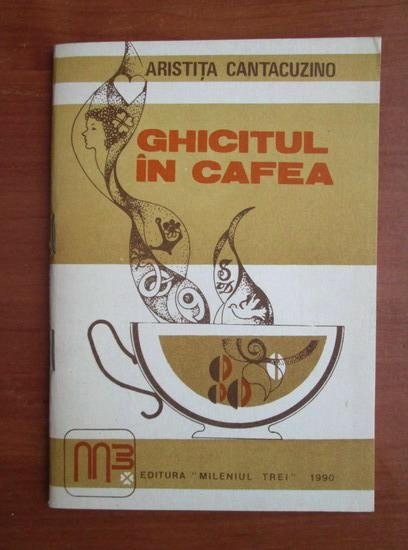 ARISTIȚA CANTACUZINO
GHICITUL
ÎN CAFEA
M3
EDITURA "MILENIUL TREI" 1990